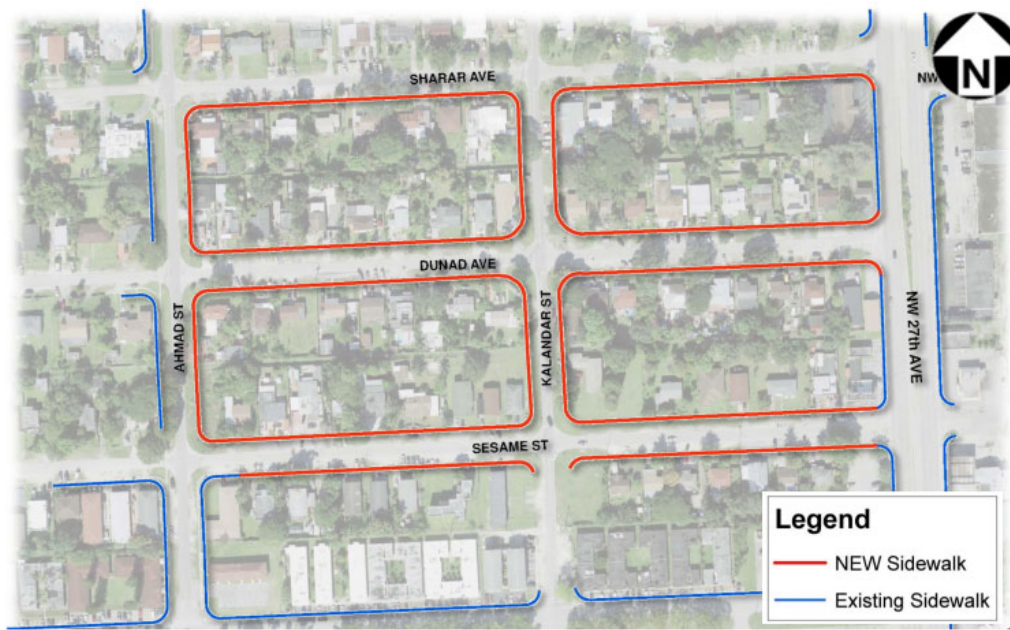 SHARAR AVE
NW
N
DUNAD AVE
AHMAD ST
KALANDAR ST
NW 27th AVE
SESAME ST
Legend
NEW Sidewalk
Existing Sidewalk